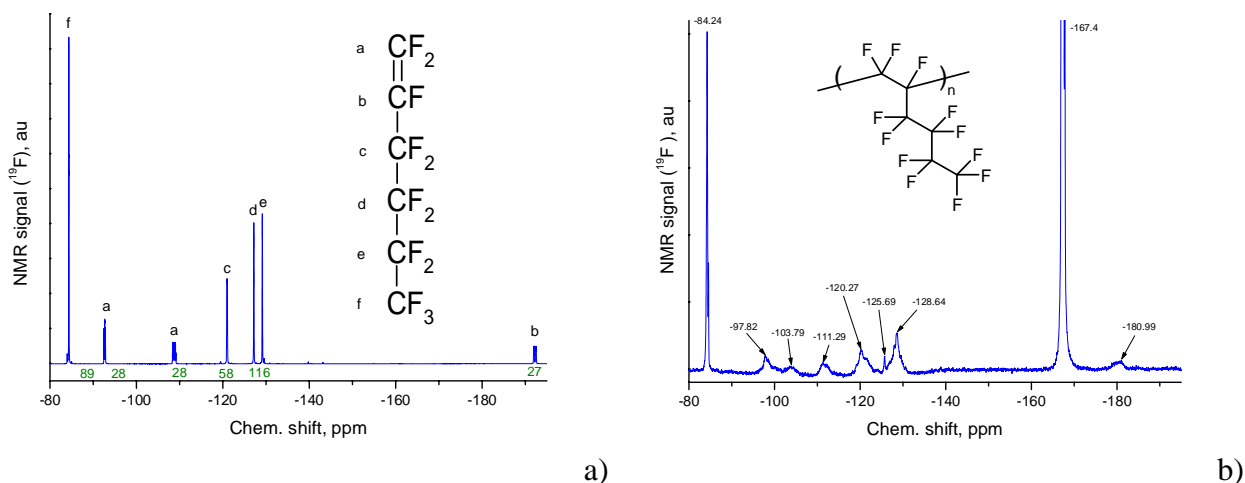 f
a
a
c
d
e
b
a CF2
b CF
c CF2
d CF2
e CF2
f CF3
89 28 28 58 116 27
-80 -100 -120 -140 -160 -180
Chem. shift, ppm
NMR signal (19F), au
a)
-84.24
-167.4
F F F
( )n
F F F F
F F F F F
-97.82
-103.79
-111.29
-120.27
-125.69
-128.64
-180.99
-80 -100 -120 -140 -160 -180
Chem. shift, ppm
NMR signal (19F ), au
b)